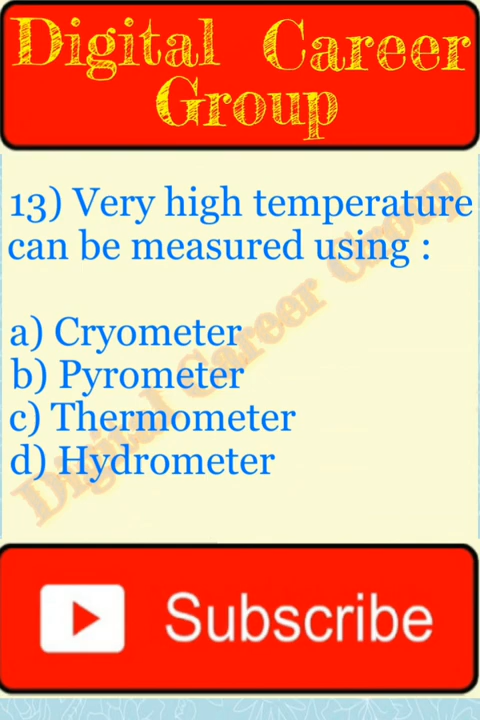 Digital Career
Group
13) Very high temperature
can be measured using :
a) Cryometer
b) Pyrometer
c) Thermometer
d) Hydrometer
Digital Career Group
Subscribe